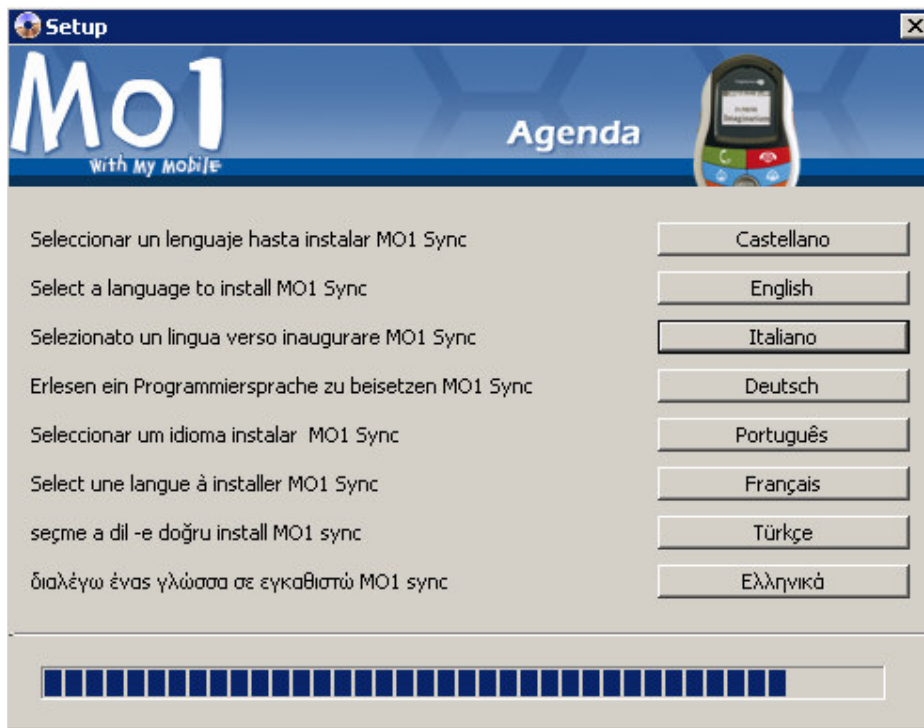 Setup
Mo1
With My Mobile
Agenda
Seleccionar un lenguaje hasta instalar MO1 Sync
Castellano
Select a language to install MO1 Sync
English
Selezionato un lingua verso inaugurare MO1 Sync
Italiano
Erlesen ein Programmiersprache zu beisetzen MO1 Sync
Deutsch
Seleccionar um idioma instalar  MO1 Sync
Português
Select une langue à installer MO1 Sync
Français
seçme a dil -e doğru install MO1 sync
Türkçe
διαλέγω ένας γλώσσα σε εγκαθιστώ MO1 sync
Ελληνικά